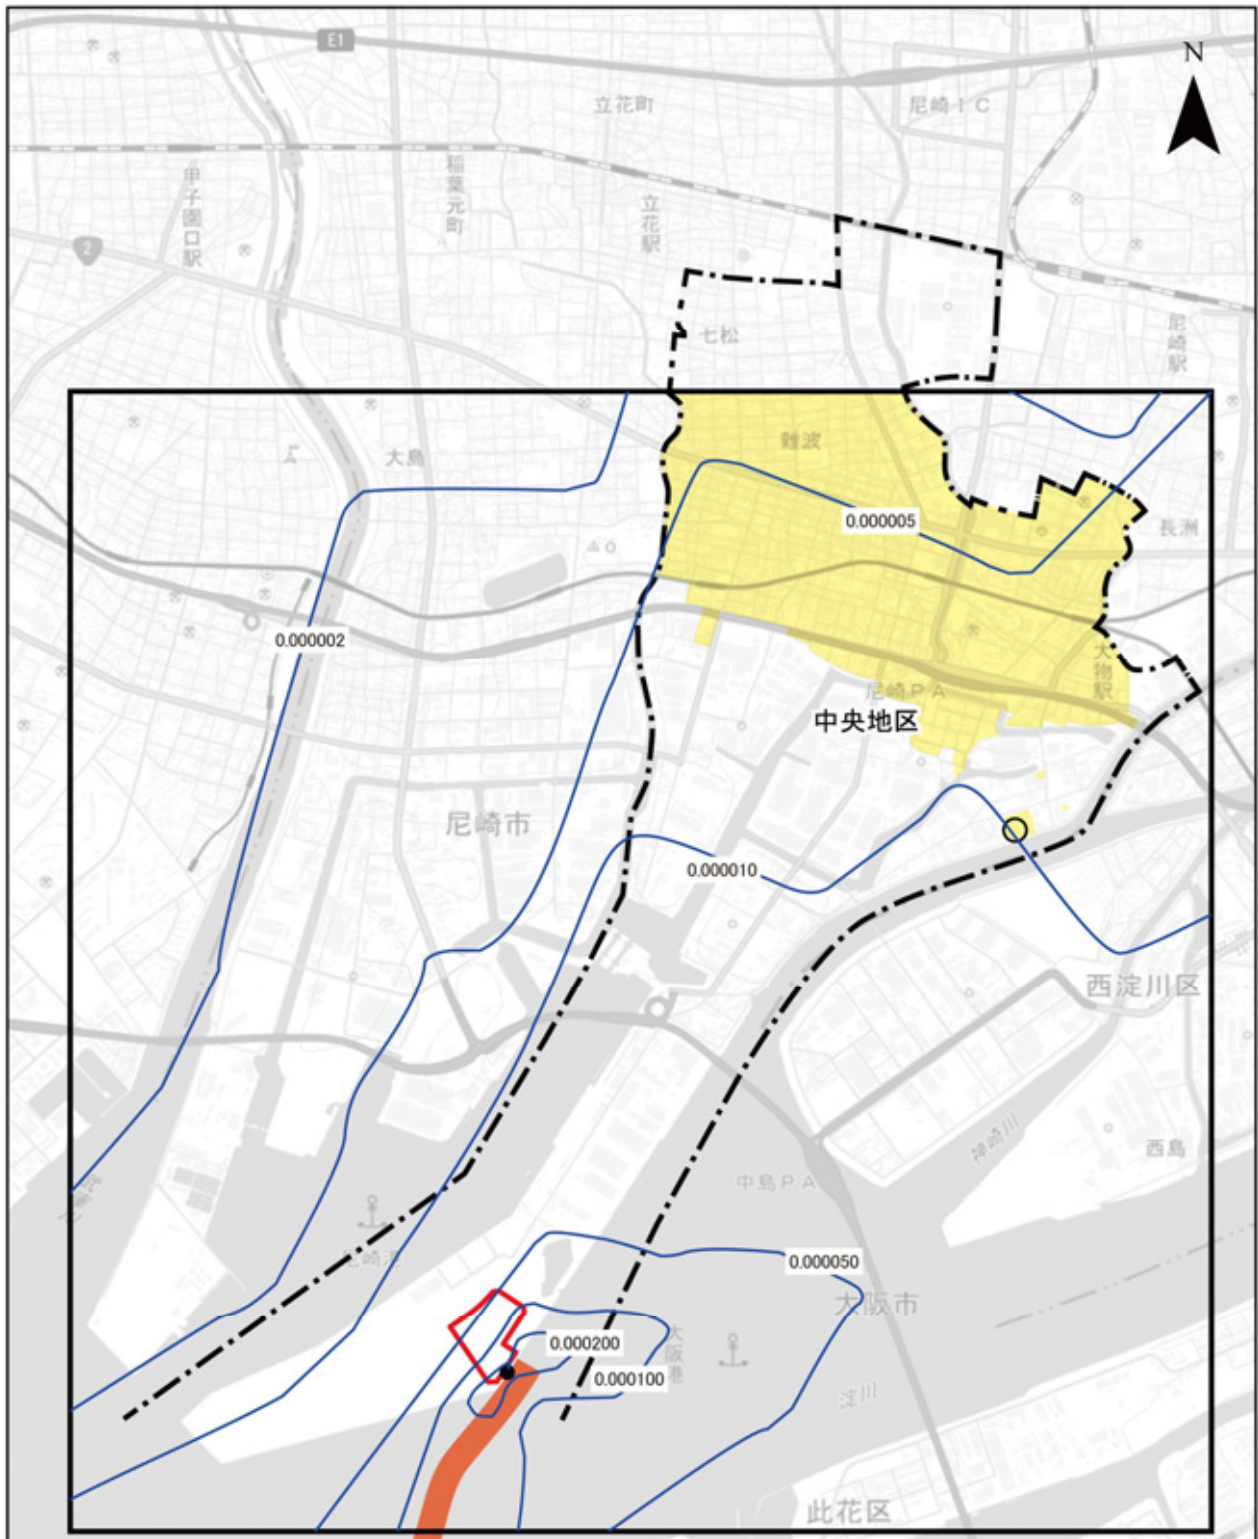 E1
N
立花町
尼崎IC
甲子園口駅
稲葉元町
立花駅
2
七松
尼崎駅
難波
大島
0.000005
長洲
0.000002
大物駅
尼崎PA
中央地区
尼崎市
0.000010
西淀川区
神崎川
西島
中島PA
尼崎港
0.000050
大阪市
0.000200
大阪港
0.000100
淀川
此花区